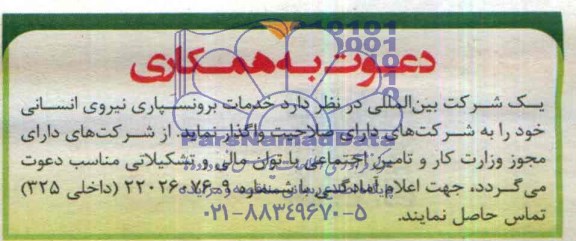 دعوت به همکاری
یک شرکت بین‌المللی در نظر دارد خدمات برونسپاری نیروی انسانی
خود را به شرکت‌های دارای صلاحیت واگذار نماید. از شرکت‌های دارای
ParsNamadData
مجوز وزارت کار و تامین اجتماعی با توان مالی و تشکیلاتی مناسب دعوت
می‌گردد، جهت اعلام آمادگی با شماره ۹-۲۲۰۲۶۰۷۶ (داخلی ۳۲۵)
تماس حاصل نمایند.
۰۲۱-۸۸۳۴۹۶۷۰-۵